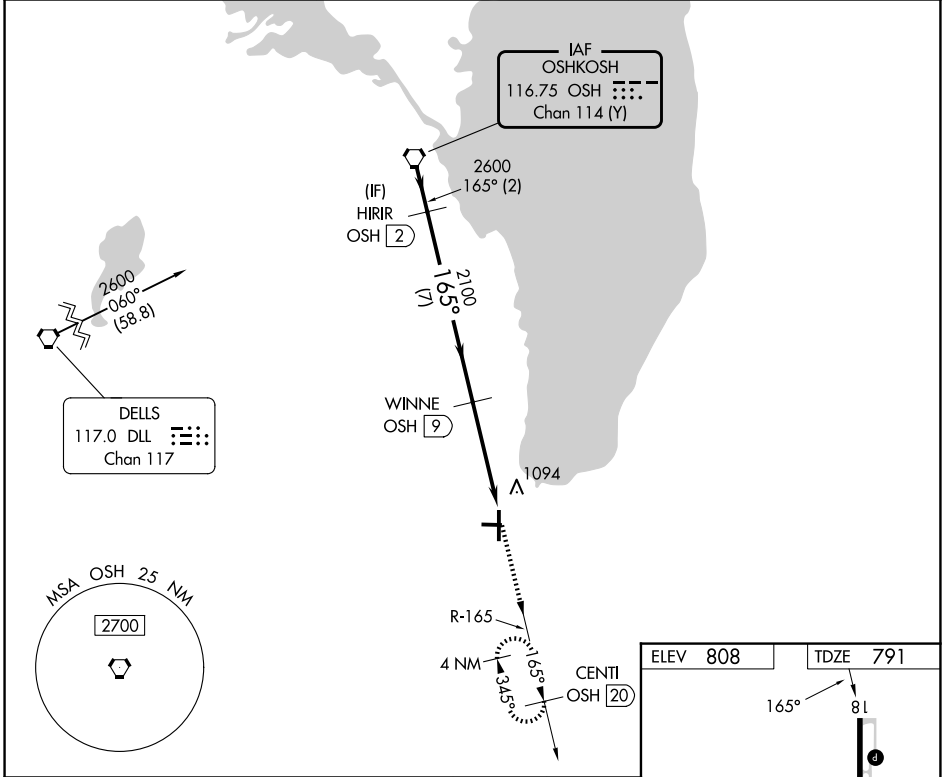 IAF
OSHKOSH
116.75 OSH
Chan 114 (Y)
2600
165° (2)
(IF)
HIRIR
OSH 2
2100
165°
(7)
2600
060°
(58.8)
DELLS
117.0 DLL
Chan 117
WINNE
OSH 9
1094
MSA OSH 25 NM
2700
R-165
4 NM
165°
345°
CENTI
OSH 20
ELEV 808
TDZE 791
165°
18
P